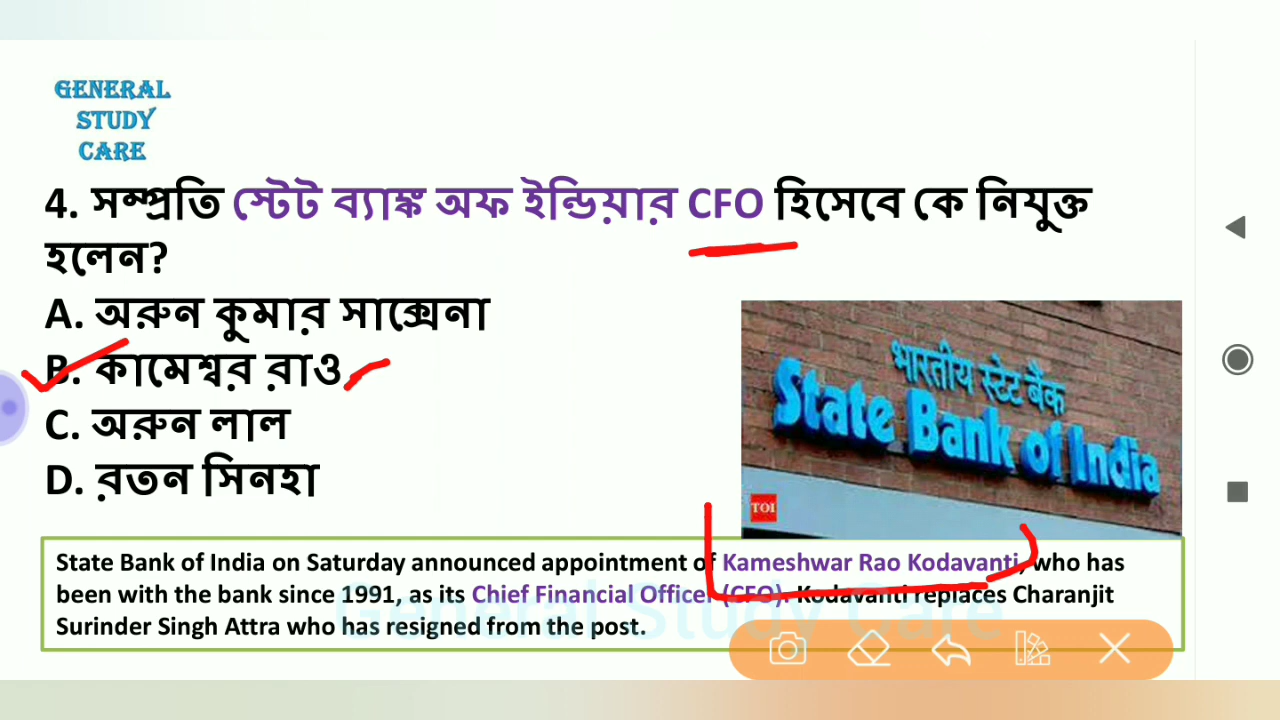 GENERAL
STUDY
CARE
4. সম্প্রতি স্টেট ব্যাঙ্ক অফ ইন্ডিয়ার CFO হিসেবে কে নিযুক্ত
হলেন?
A. অরুন কুমার সাক্সেনা
B. কামেশ্বর রাও
C. অরুন লাল
D. রতন সিনহা
भारतीय स्टेट बैंक
State Bank of India
TOI
State Bank of India on Saturday announced appointment of Kameshwar Rao Kodavanti, who has
been with the bank since 1991, as its Chief Financial Officer (CFO). Kodavanti replaces Charanjit
Surinder Singh Attra who has resigned from the post.
General Study Care